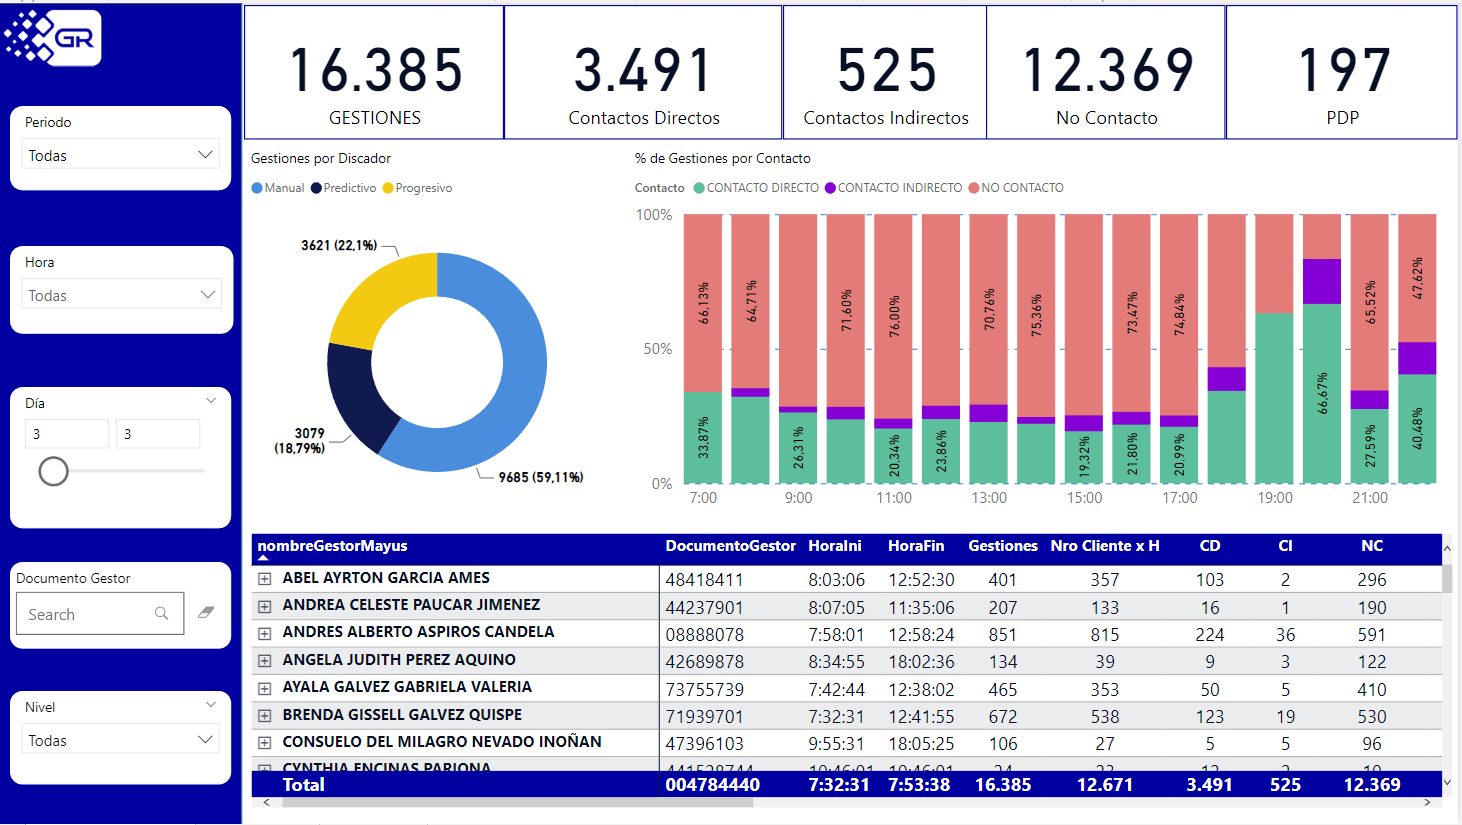 GR
16.385
GESTIONES
3.491
Contactos Directos
525
Contactos Indirectos
12.369
No Contacto
197
PDP
Periodo
Todas
Hora
Todas
Día
3 3
Documento Gestor
Search
Nivel
Todas
Gestiones por Discador
Manual Predictivo Progresivo
3621 (22,1%)
3079
(18,79%)
9685 (59,11%)
% de Gestiones por Contacto
Contacto CONTACTO DIRECTO CONTACTO INDIRECTO NO CONTACTO
100%
50%
0%
66.13% 64.71% 71.60% 76.00% 70.76% 75.36% 73.47% 74.84% 65.52% 47.62%
33.87% 26.31% 20.34% 23.86% 19.32% 21.80% 20.99% 66.67% 27.59% 40.48%
7:00 9:00 11:00 13:00 15:00 17:00 19:00 21:00
nombreGestorMayus DocumentoGestor HoraIni HoraFin Gestiones Nro Cliente x H CD CI NC
ABEL AYRTON GARCIA AMES 48418411 8:03:06 12:52:30 401 357 103 2 296
ANDREA CELESTE PAUCAR JIMENEZ 44237901 8:07:05 11:35:06 207 133 16 1 190
ANDRES ALBERTO ASPIROS CANDELA 08888078 7:58:01 12:58:24 851 815 224 36 591
ANGELA JUDITH PEREZ AQUINO 42689878 8:34:55 18:02:36 134 39 9 3 122
AYALA GALVEZ GABRIELA VALERIA 73755739 7:42:44 12:38:02 465 353 50 5 410
BRENDA GISSELL GALVEZ QUISPE 71939701 7:32:31 12:41:55 672 538 123 19 530
CONSUELO DEL MILAGRO NEVADO INOÑAN 47396103 9:55:31 18:05:25 106 27 5 5 96
CYNTHIA ENCINAS PARIONA
Total 004784440 7:32:31 7:53:38 16.385 12.671 3.491 525 12.369